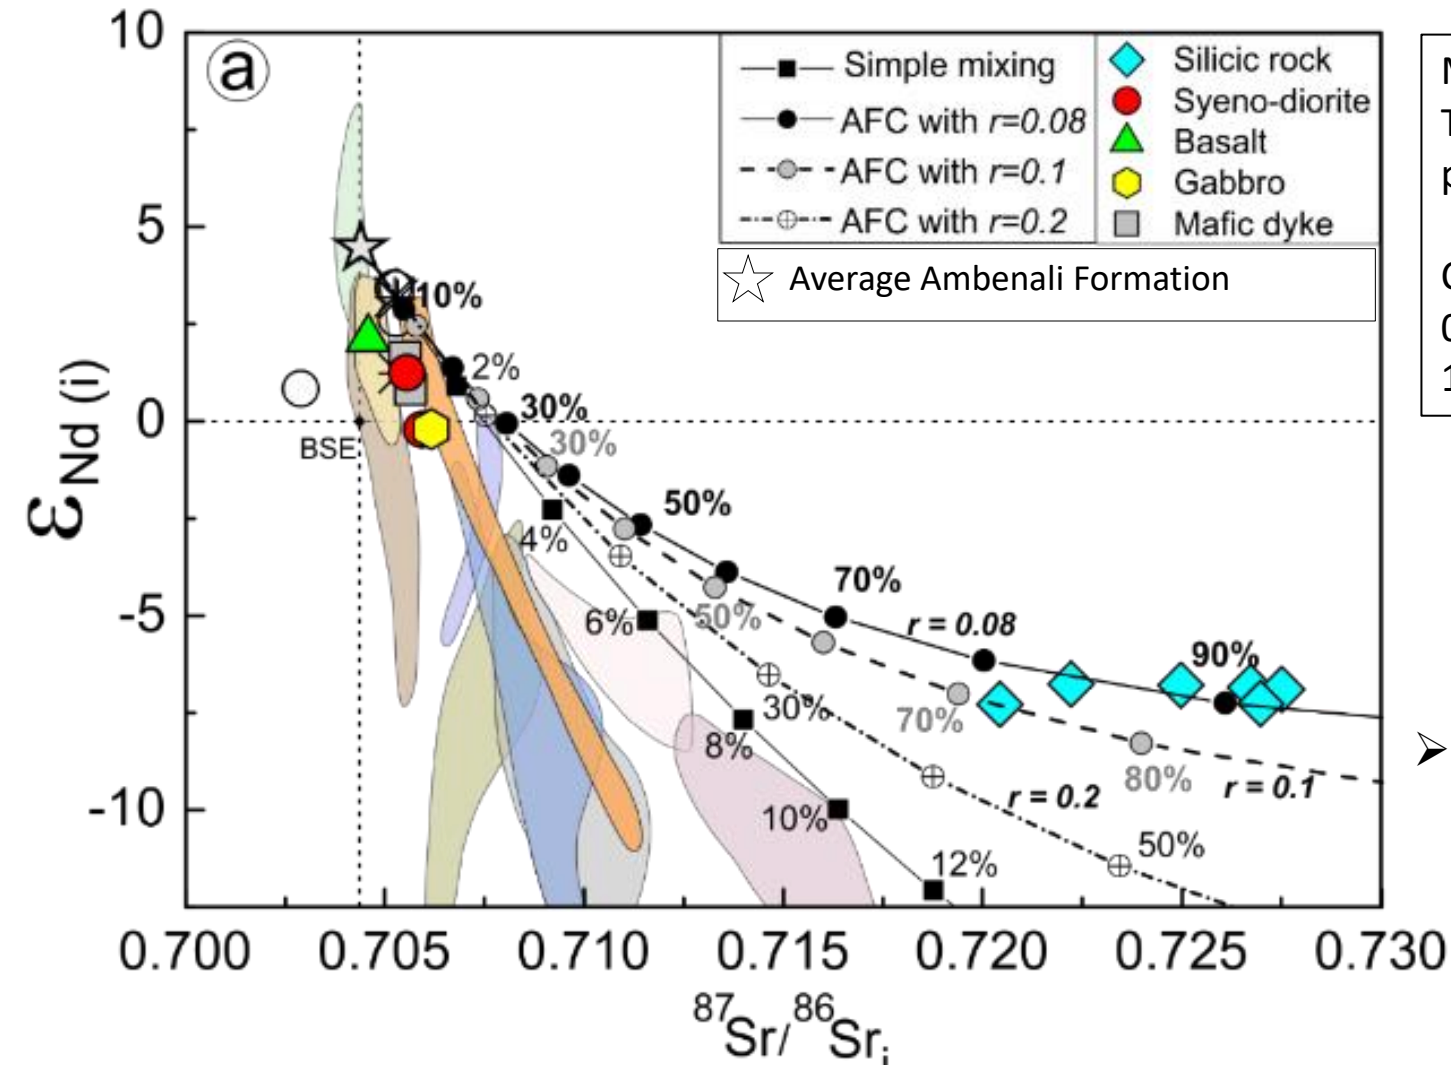 10
a
Simple mixing
AFC with r=0.08
AFC with r=0.1
AFC with r=0.2
Silicic rock
Syeno-diorite
Basalt
Gabbro
Mafic dyke
Average Ambenali Formation
5
10%
2%
0
30%
30%
BSE
50%
4%
70%
-5
6%
50%
r = 0.08
90%
30%
70%
8%
80%
r = 0.1
r = 0.2
-10
10%
50%
12%
εNd (i)
0.700 0.705 0.710 0.715 0.720 0.725 0.730
87Sr/86Sri